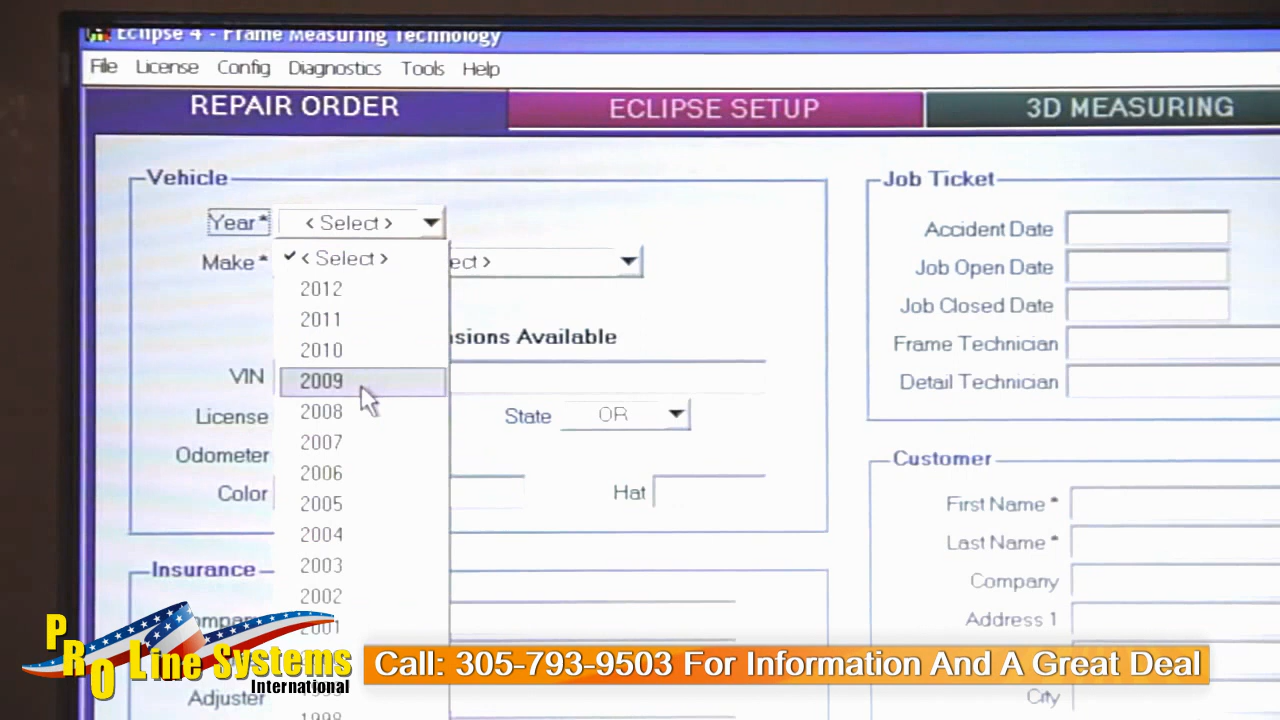 Eclipse 4 - Frame Measuring Technology
File License Config Diagnostics Tools Help
REPAIR ORDER
ECLIPSE SETUP
3D MEASURING
Vehicle
Year* < Select >
Make*
< Select >
2012
2011
2010
2009
2008
2007
2006
2005
2004
2003
2002
2001
VIN
License
State OR
Odometer
Color
Hat
Available
Job Ticket
Accident Date
Job Open Date
Job Closed Date
Frame Technician
Detail Technician
Customer
First Name *
Last Name *
Company
Address 1
City
Insurance
Adjuster
PRO Line Systems
International
Call: 305-793-9503 For Information And A Great Deal